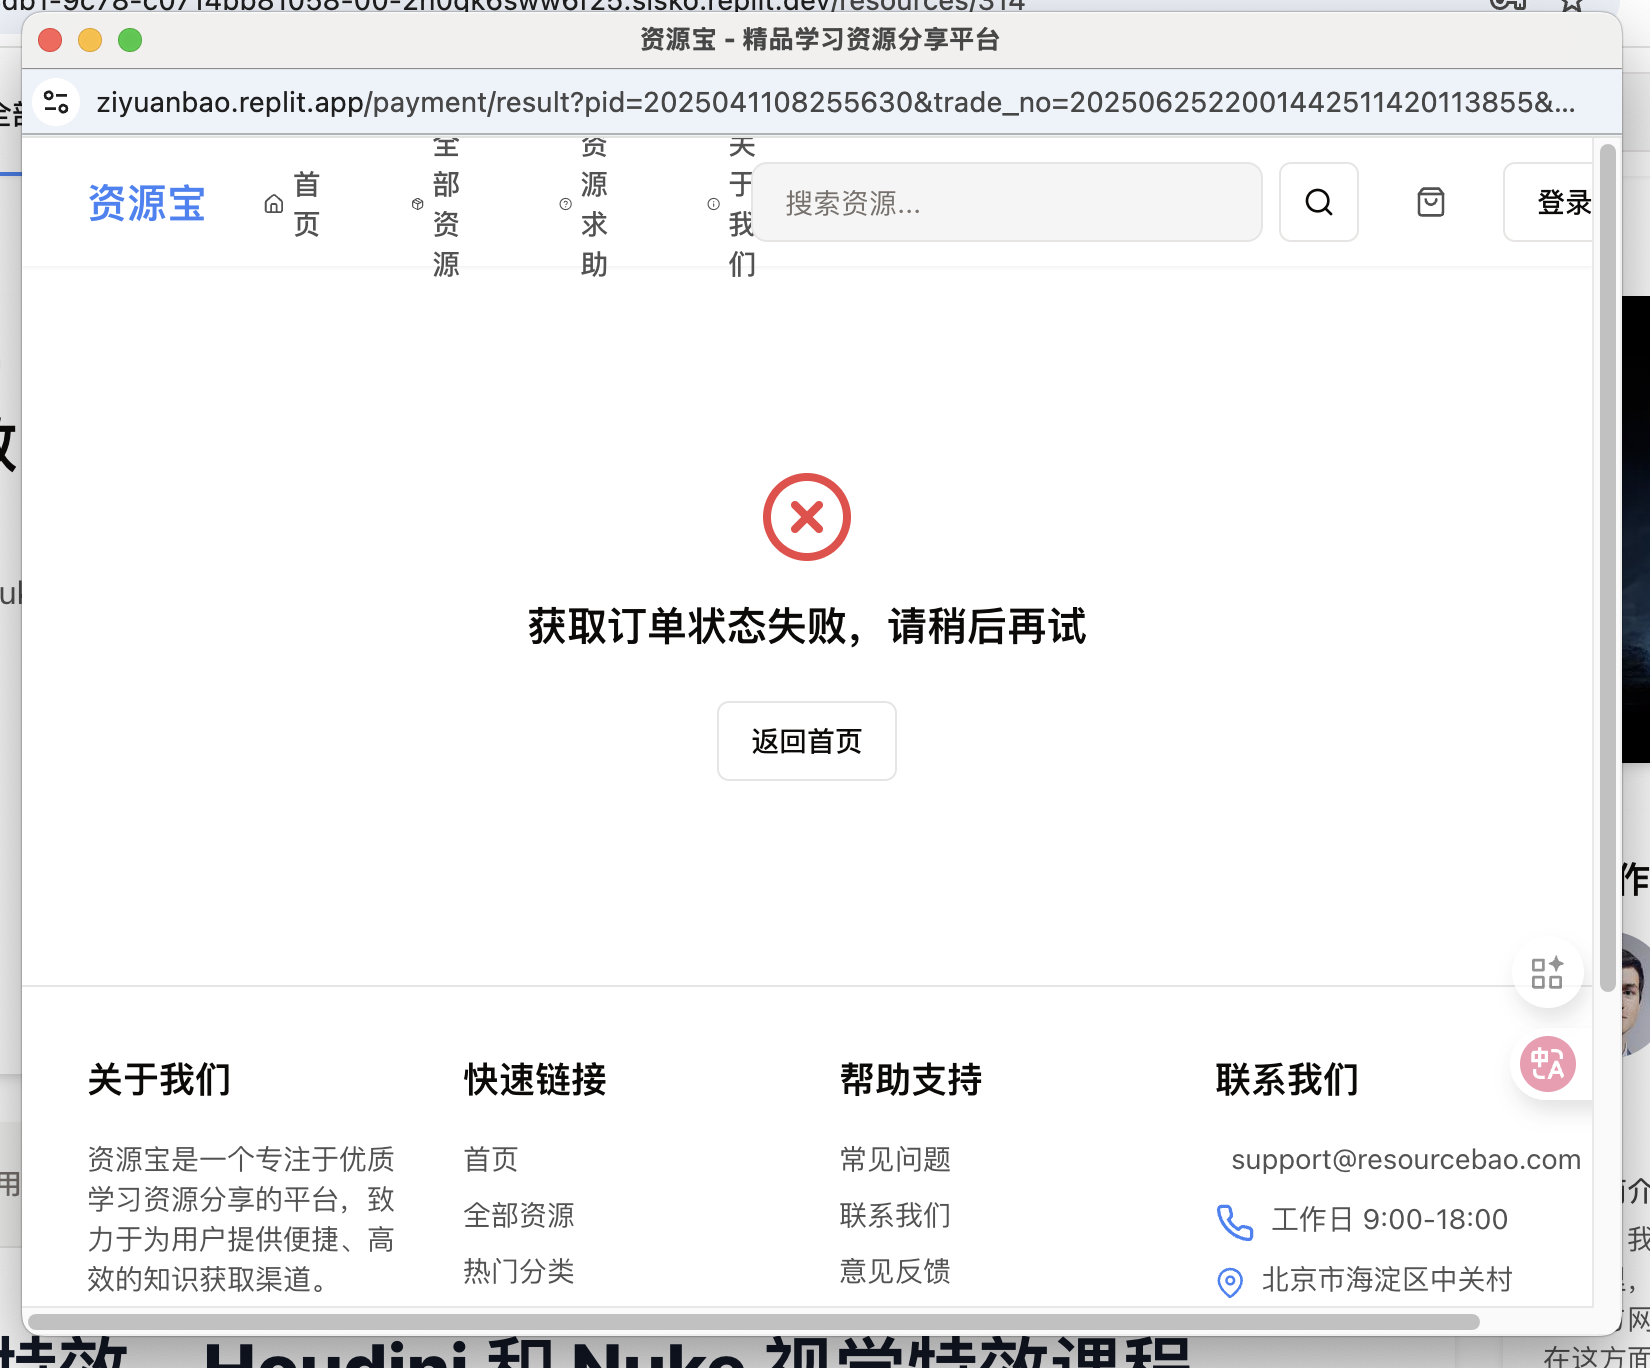 资源宝 - 精品学习资源分享平台
ziyuanbao.replit.app/payment/result?pid=2025041108255630&trade_no=2025062522001442511420113855&...
资源宝
首页
全部资源
资源求助
关于我们
搜索资源...
登录
获取订单状态失败，请稍后再试
返回首页
关于我们
资源宝是一个专注于优质
学习资源分享的平台，致
力于为用户提供便捷、高
效的知识获取渠道。
快速链接
首页
全部资源
热门分类
帮助支持
常见问题
联系我们
意见反馈
联系我们
support@resourcebao.com
工作日 9:00-18:00
北京市海淀区中关村
中A
特效 Houdini 和 Nuke 视觉特效课程
在这方面